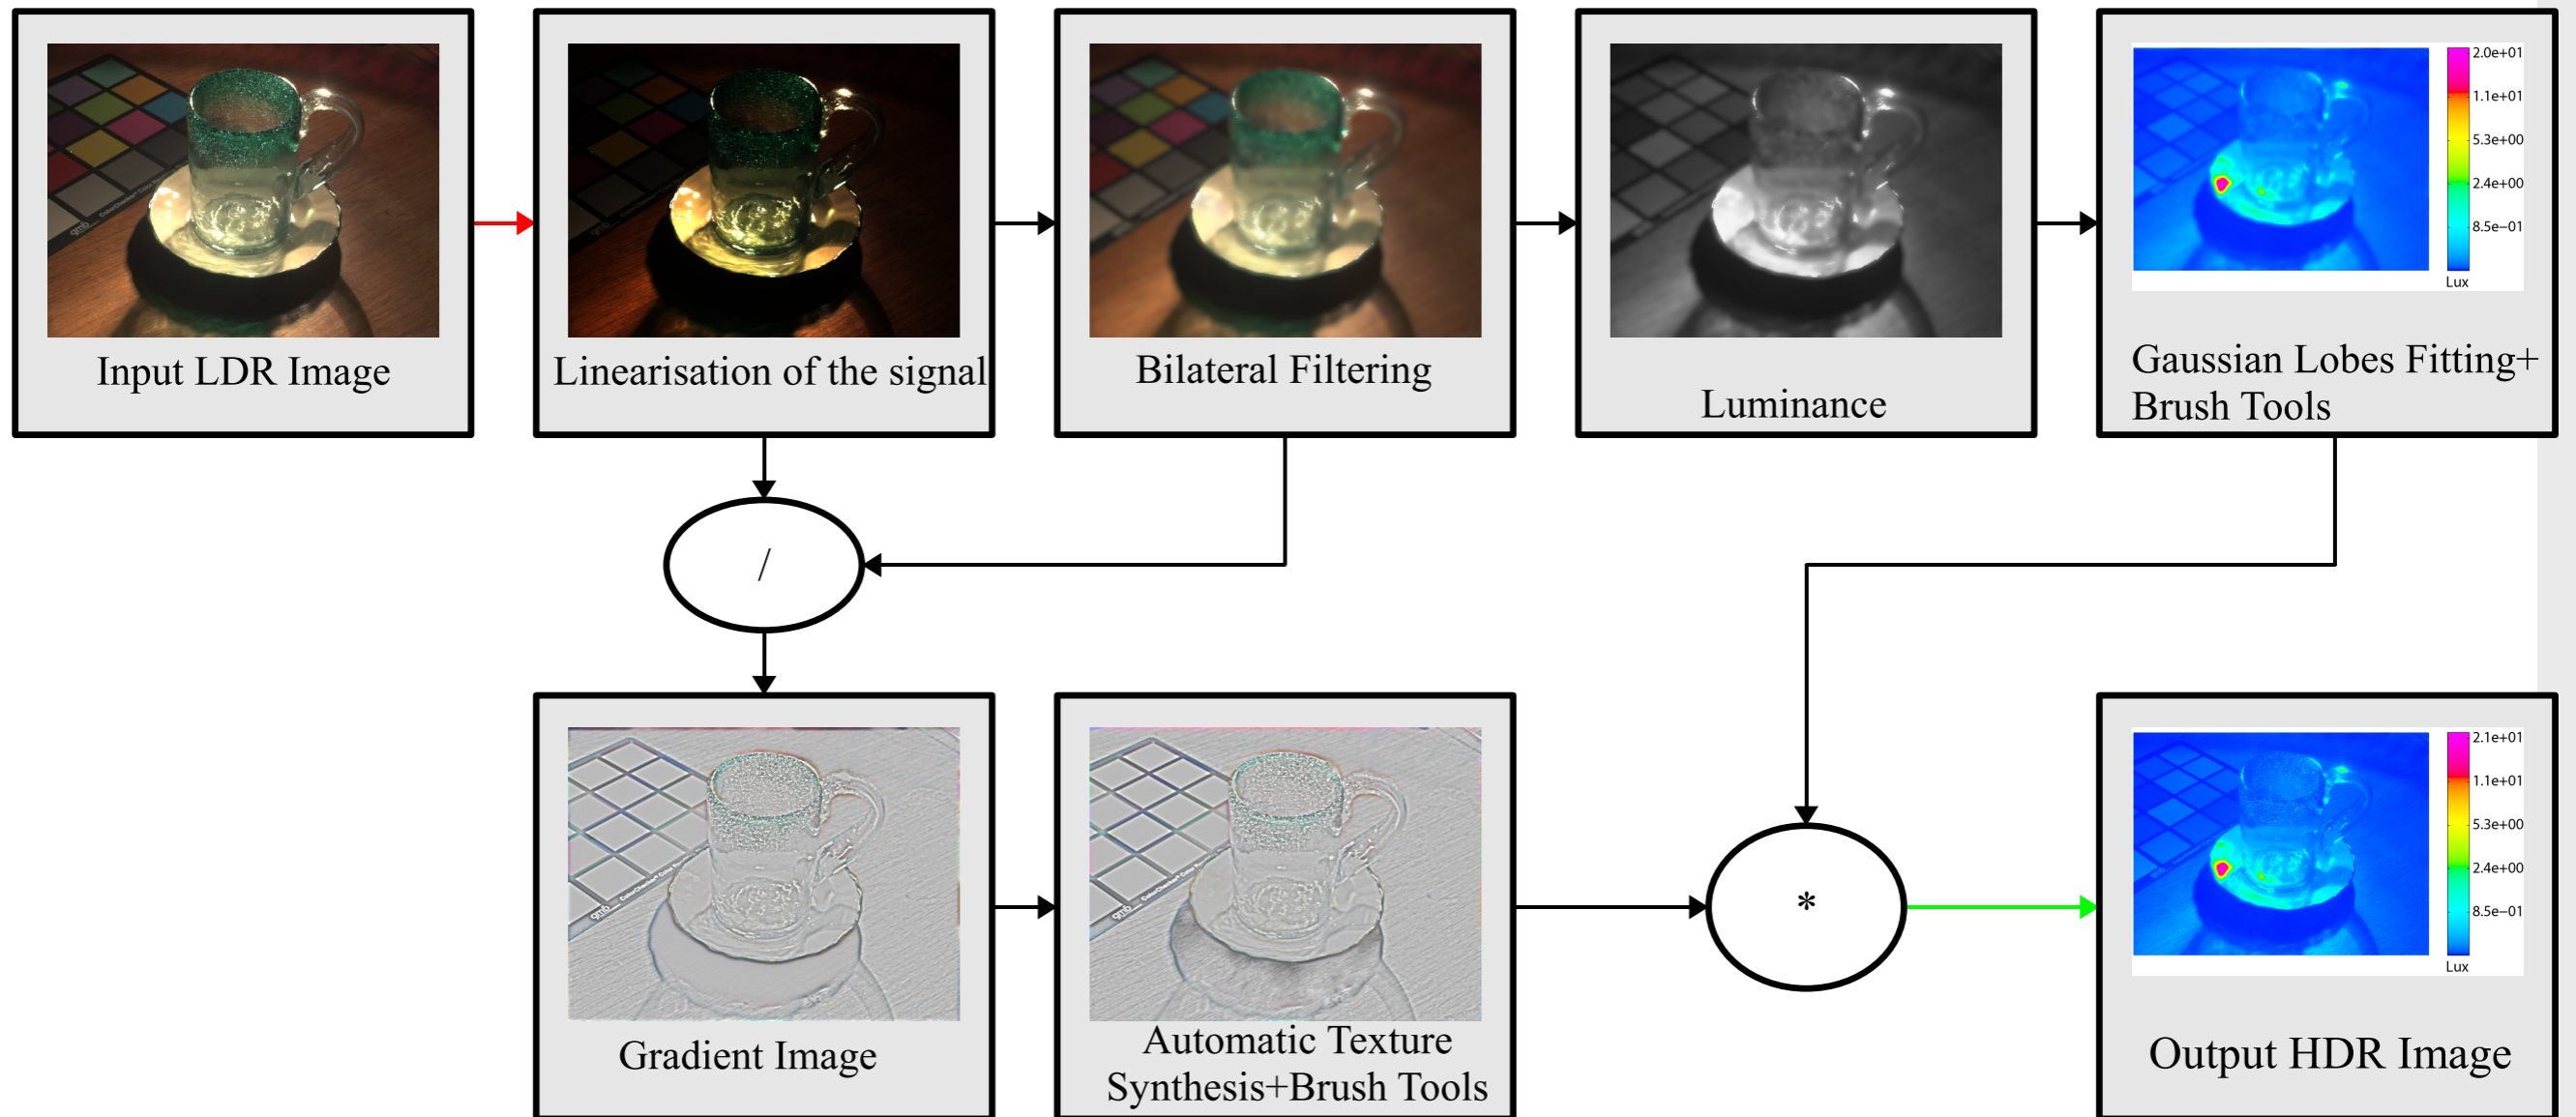 Input LDR Image
Linearisation of the signal
Bilateral Filtering
Luminance
2.0e+01
1.1e+01
5.3e+00
2.4e+00
8.5e−01
Lux
Gaussian Lobes Fitting+
Brush Tools
/
Gradient Image
Automatic Texture
Synthesis+Brush Tools
*
2.1e+01
1.1e+01
5.3e+00
2.4e+00
8.5e−01
Lux
Output HDR Image